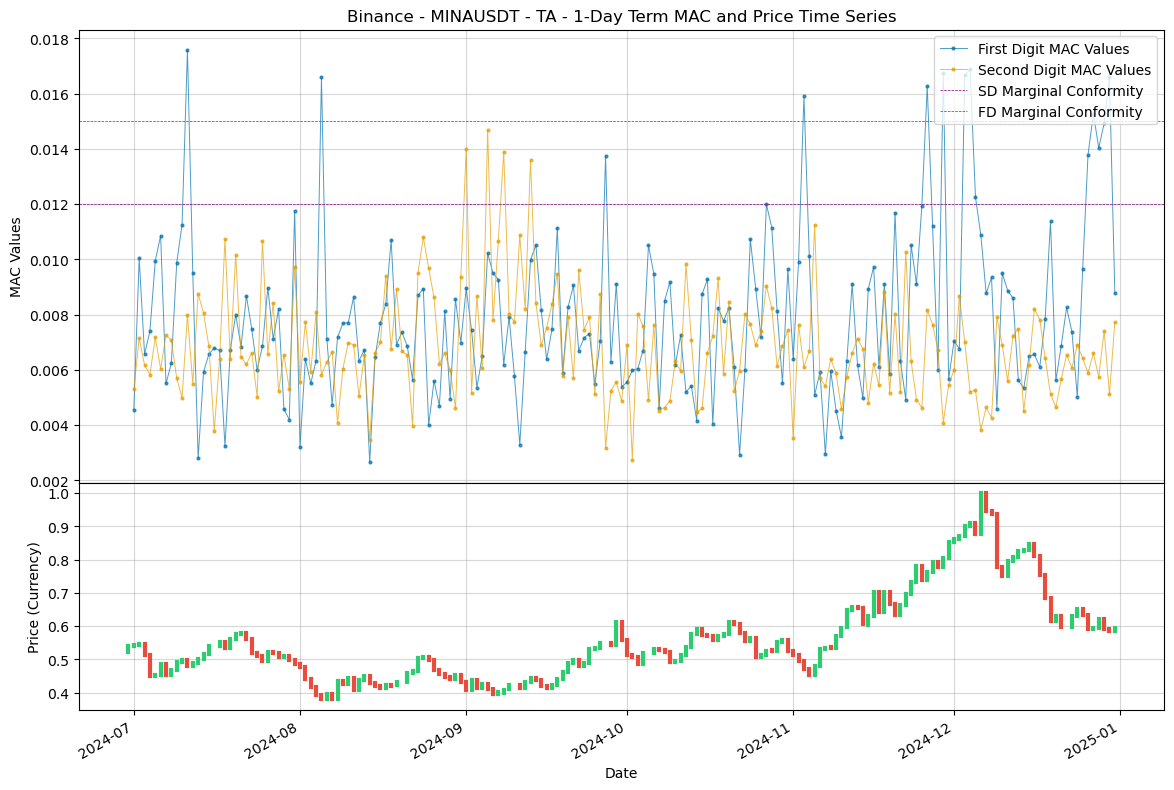 Binance - MINAUSDT - TA - 1-Day Term MAC and Price Time Series
MAC Values
0.018
0.016
0.014
0.012
0.010
0.008
0.006
0.004
0.002
First Digit MAC Values
Second Digit MAC Values
SD Marginal Conformity
FD Marginal Conformity
Price (Currency)
1.0
0.9
0.8
0.7
0.6
0.5
0.4
2024-07
2024-08
2024-09
2024-10
2024-11
2024-12
2025-01
Date